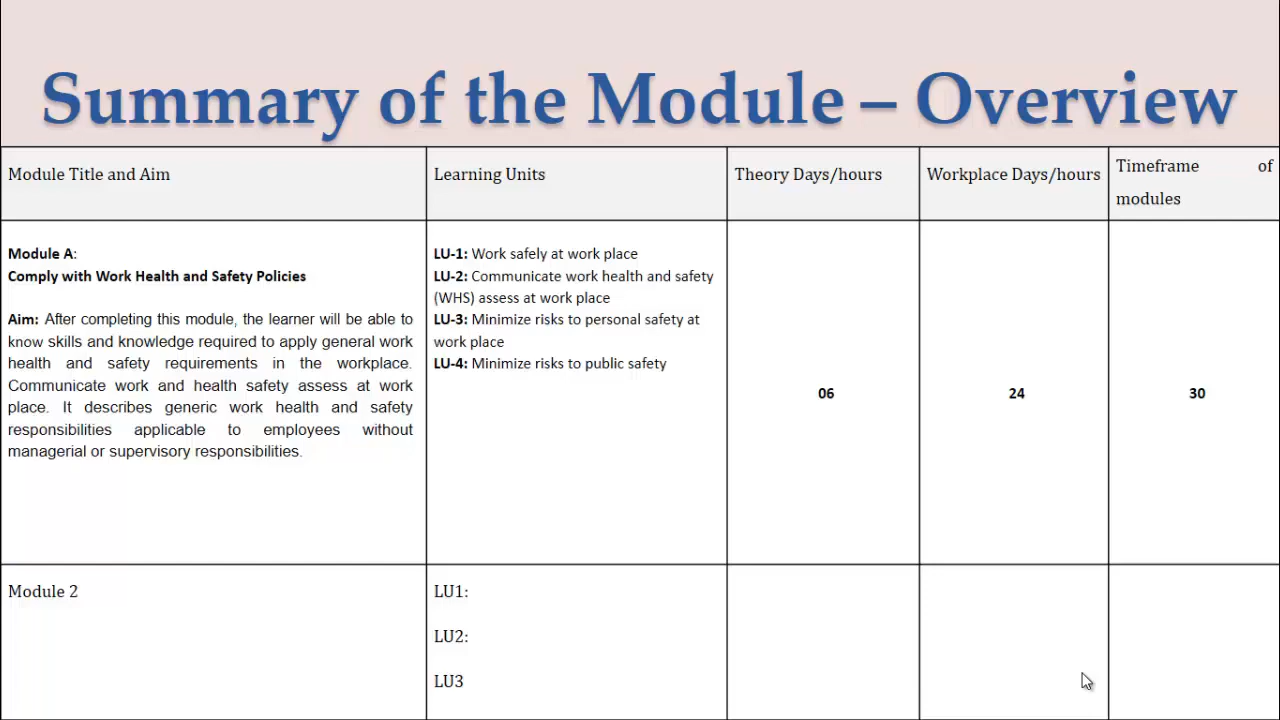 Summary of the Module – Overview
Module Title and Aim
Learning Units
Theory Days/hours
Workplace Days/hours
Timeframe of
modules
Module A:
Comply with Work Health and Safety Policies
Aim: After completing this module, the learner will be able to
know skills and knowledge required to apply general work
health and safety requirements in the workplace.
Communicate work and health safety assess at work
place. It describes generic work health and safety
responsibilities applicable to employees without
managerial or supervisory responsibilities.
LU-1: Work safely at work place
LU-2: Communicate work health and safety
(WHS) assess at work place
LU-3: Minimize risks to personal safety at
work place
LU-4: Minimize risks to public safety
06
24
30
Module 2
LU1:
LU2:
LU3